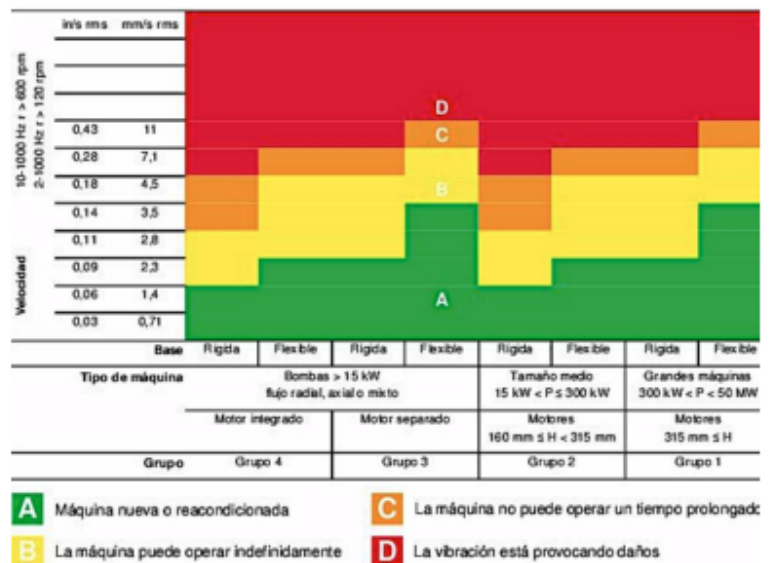 in/s rms mm/s rms
10-1000 Hz r > 600 rpm
2-1000 Hz r > 120 rpm
Velocidad
D
0,43 11 C
0,28 7,1
0,18 4,5 B
0,14 3,5
0,11 2,8
0,09 2,3
0,06 1,4 A
0,03 0,71
Base Rigida Flexible Rigida Flexible Rigida Flexible Rigida Flexible
Tipo de máquina Bombas > 15 kW Tamaño medio Grandes máquinas
flujo radial, axial o mixto 15 kW < P ≤ 300 kW 300 kW < P < 50 MW
Motor integrado Motor separado Motores Motores
160 mm ≤ H < 315 mm 315 mm ≤ H
Grupo Grupo 4 Grupo 3 Grupo 2 Grupo 1
A Máquina nueva o reacondicionada C La máquina no puede operar un tiempo prolongado
B La máquina puede operar indefinidamente D La vibración está provocando daños